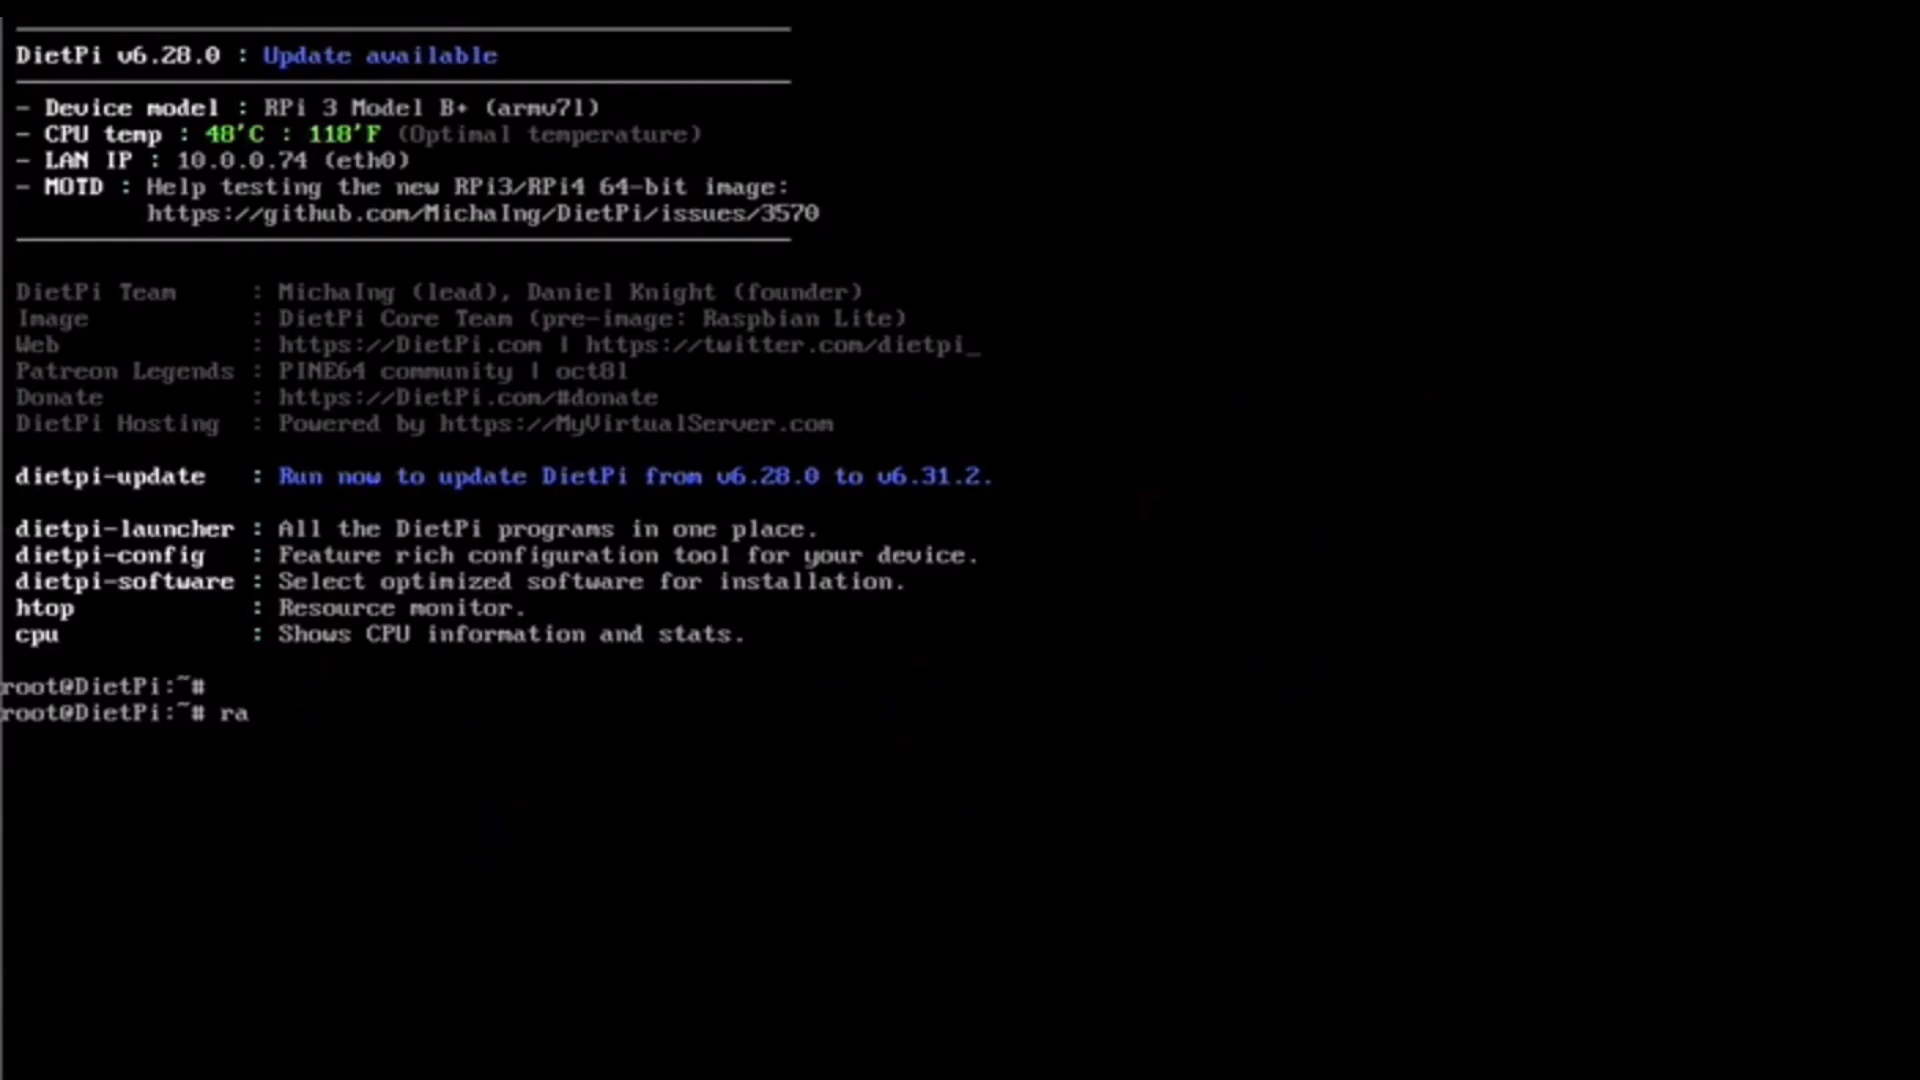 DietPi v6.28.0 : Update available
- Device model : RPi 3 Model B+ (armv7l)
- CPU temp : 48'C : 118'F (Optimal temperature)
- LAN IP : 10.0.0.74 (eth0)
- MOTD : Help testing the new RPi3/RPi4 64-bit image:
https://github.com/MichaIng/DietPi/issues/3570
DietPi Team : MichaIng (lead), Daniel Knight (founder)
Image : DietPi Core Team (pre-image: Raspbian Lite)
Web : https://DietPi.com | https://twitter.com/dietpi_
Patreon Legends : PINE64 community | oct8l
Donate : https://DietPi.com/#donate
DietPi Hosting : Powered by https://MyVirtualServer.com
dietpi-update : Run now to update DietPi from v6.28.0 to v6.31.2.
dietpi-launcher : All the DietPi programs in one place.
dietpi-config : Feature rich configuration tool for your device.
dietpi-software : Select optimized software for installation.
htop : Resource monitor.
cpu : Shows CPU information and stats.
root@DietPi:~#
root@DietPi:~# ra